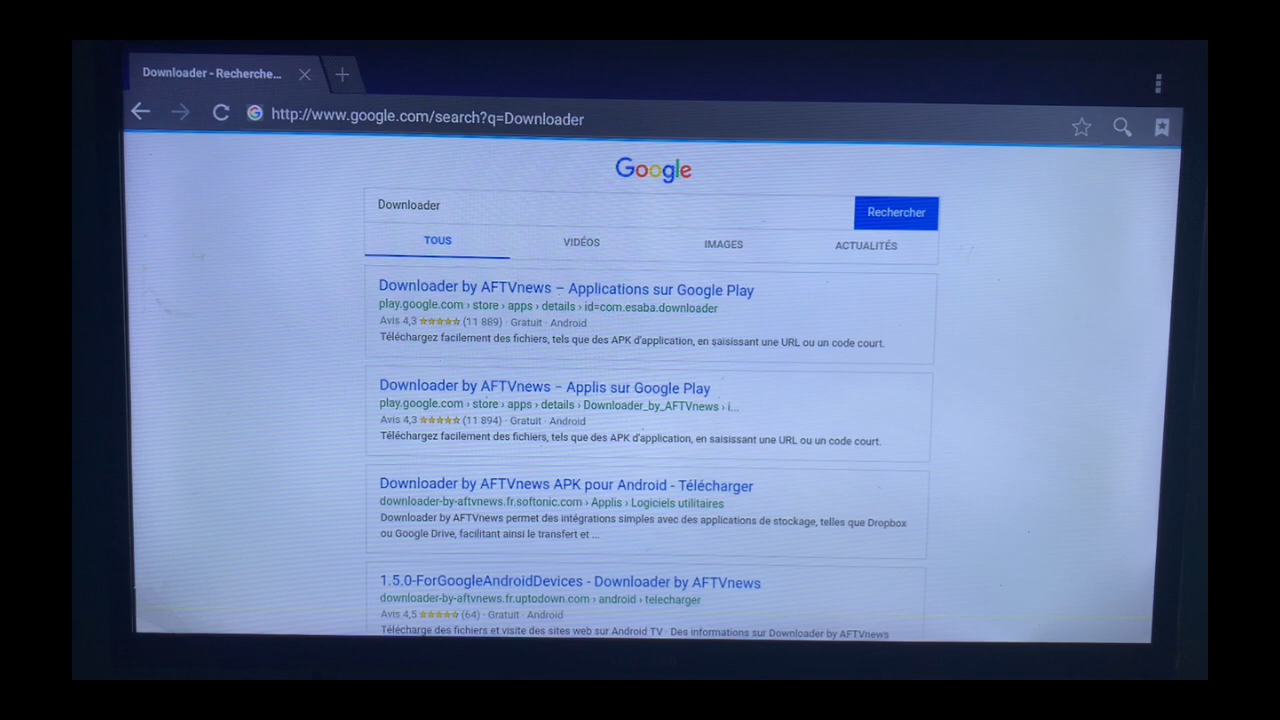 Downloader - Recherche...
http://www.google.com/search?q=Downloader
Google
Downloader
Rechercher
TOUS
VIDÉOS
IMAGES
ACTUALITÉS
Downloader by AFTVnews – Applications sur Google Play
play.google.com › store › apps › details › id=com.esaba.downloader
Avis 4,3 ★★★★★ (11 889) · Gratuit · Android
Téléchargez facilement des fichiers, tels que des APK d'application, en saisissant une URL ou un code court.
Downloader by AFTVnews – Applis sur Google Play
play.google.com › store › apps › details › Downloader_by_AFTVnews › i...
Avis 4,3 ★★★★★ (11 894) · Gratuit · Android
Téléchargez facilement des fichiers, tels que des APK d'application, en saisissant une URL ou un code court.
Downloader by AFTVnews APK pour Android - Télécharger
downloader-by-aftvnews.fr.softonic.com › Applis › Logiciels utilitaires
Downloader by AFTVnews permet des intégrations simples avec des applications de stockage, telles que Dropbox
ou Google Drive, facilitant ainsi le transfert et ...
1.5.0-ForGoogleAndroidDevices - Downloader by AFTVnews
downloader-by-aftvnews.fr.uptodown.com › android › telecharger
Avis 4,5 ★★★★★ (64) · Gratuit · Android
Télécharge des fichiers et visite des sites web sur Android TV · Des informations sur Downloader by AFTVnews